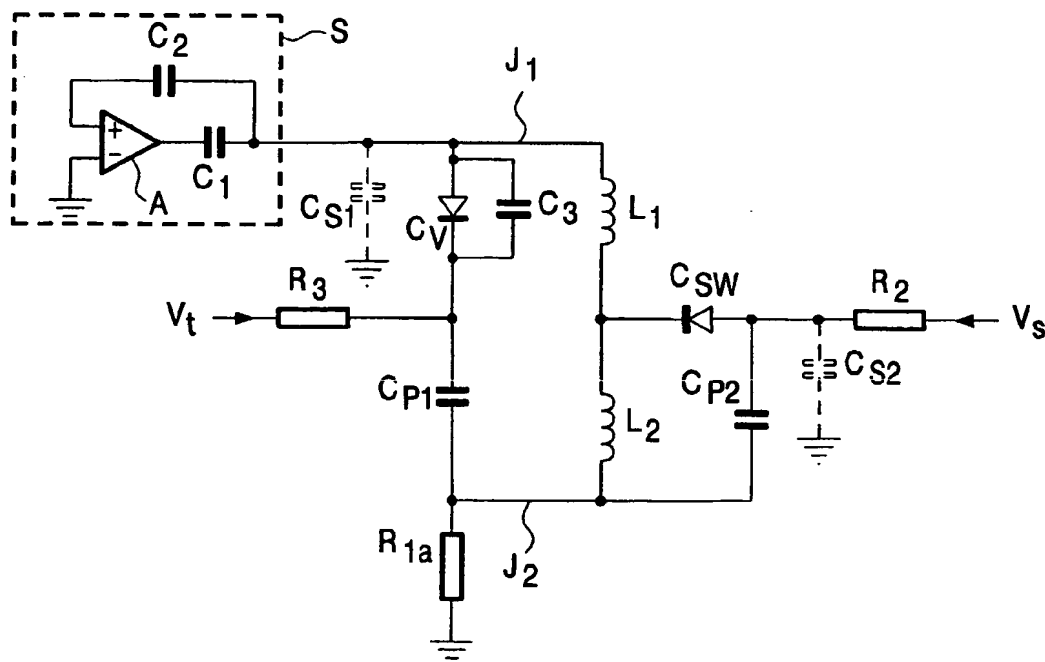 S
C2
J1
+
−
A
C1
CS1
CV
C3
L1
CSW
R3
R2
Vt
Vs
CS2
CP1
CP2
L2
R1a
J2